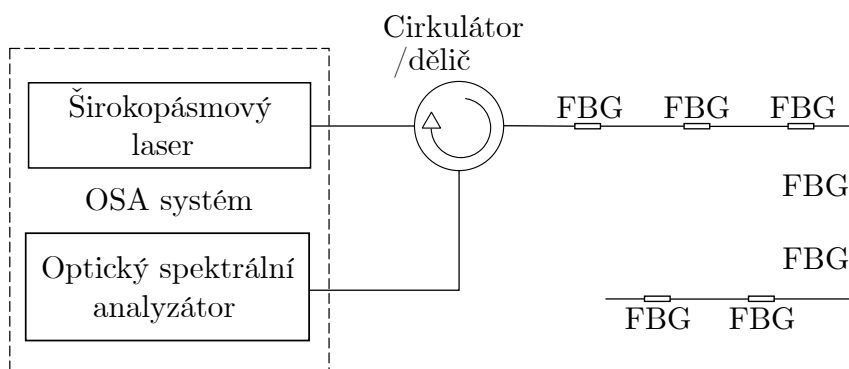 Cirkulátor
/dělič
Širokopásmový
laser
FBG FBG FBG
OSA systém
FBG
Optický spektrální
analyzátor
FBG
FBG FBG